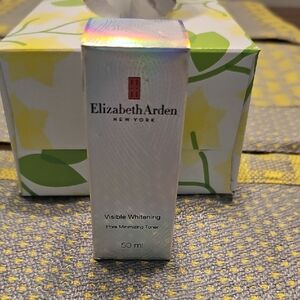 Elizabeth Arden
NEW YORK
Visible Whitening
Pore Minimizing Toner
50 ml